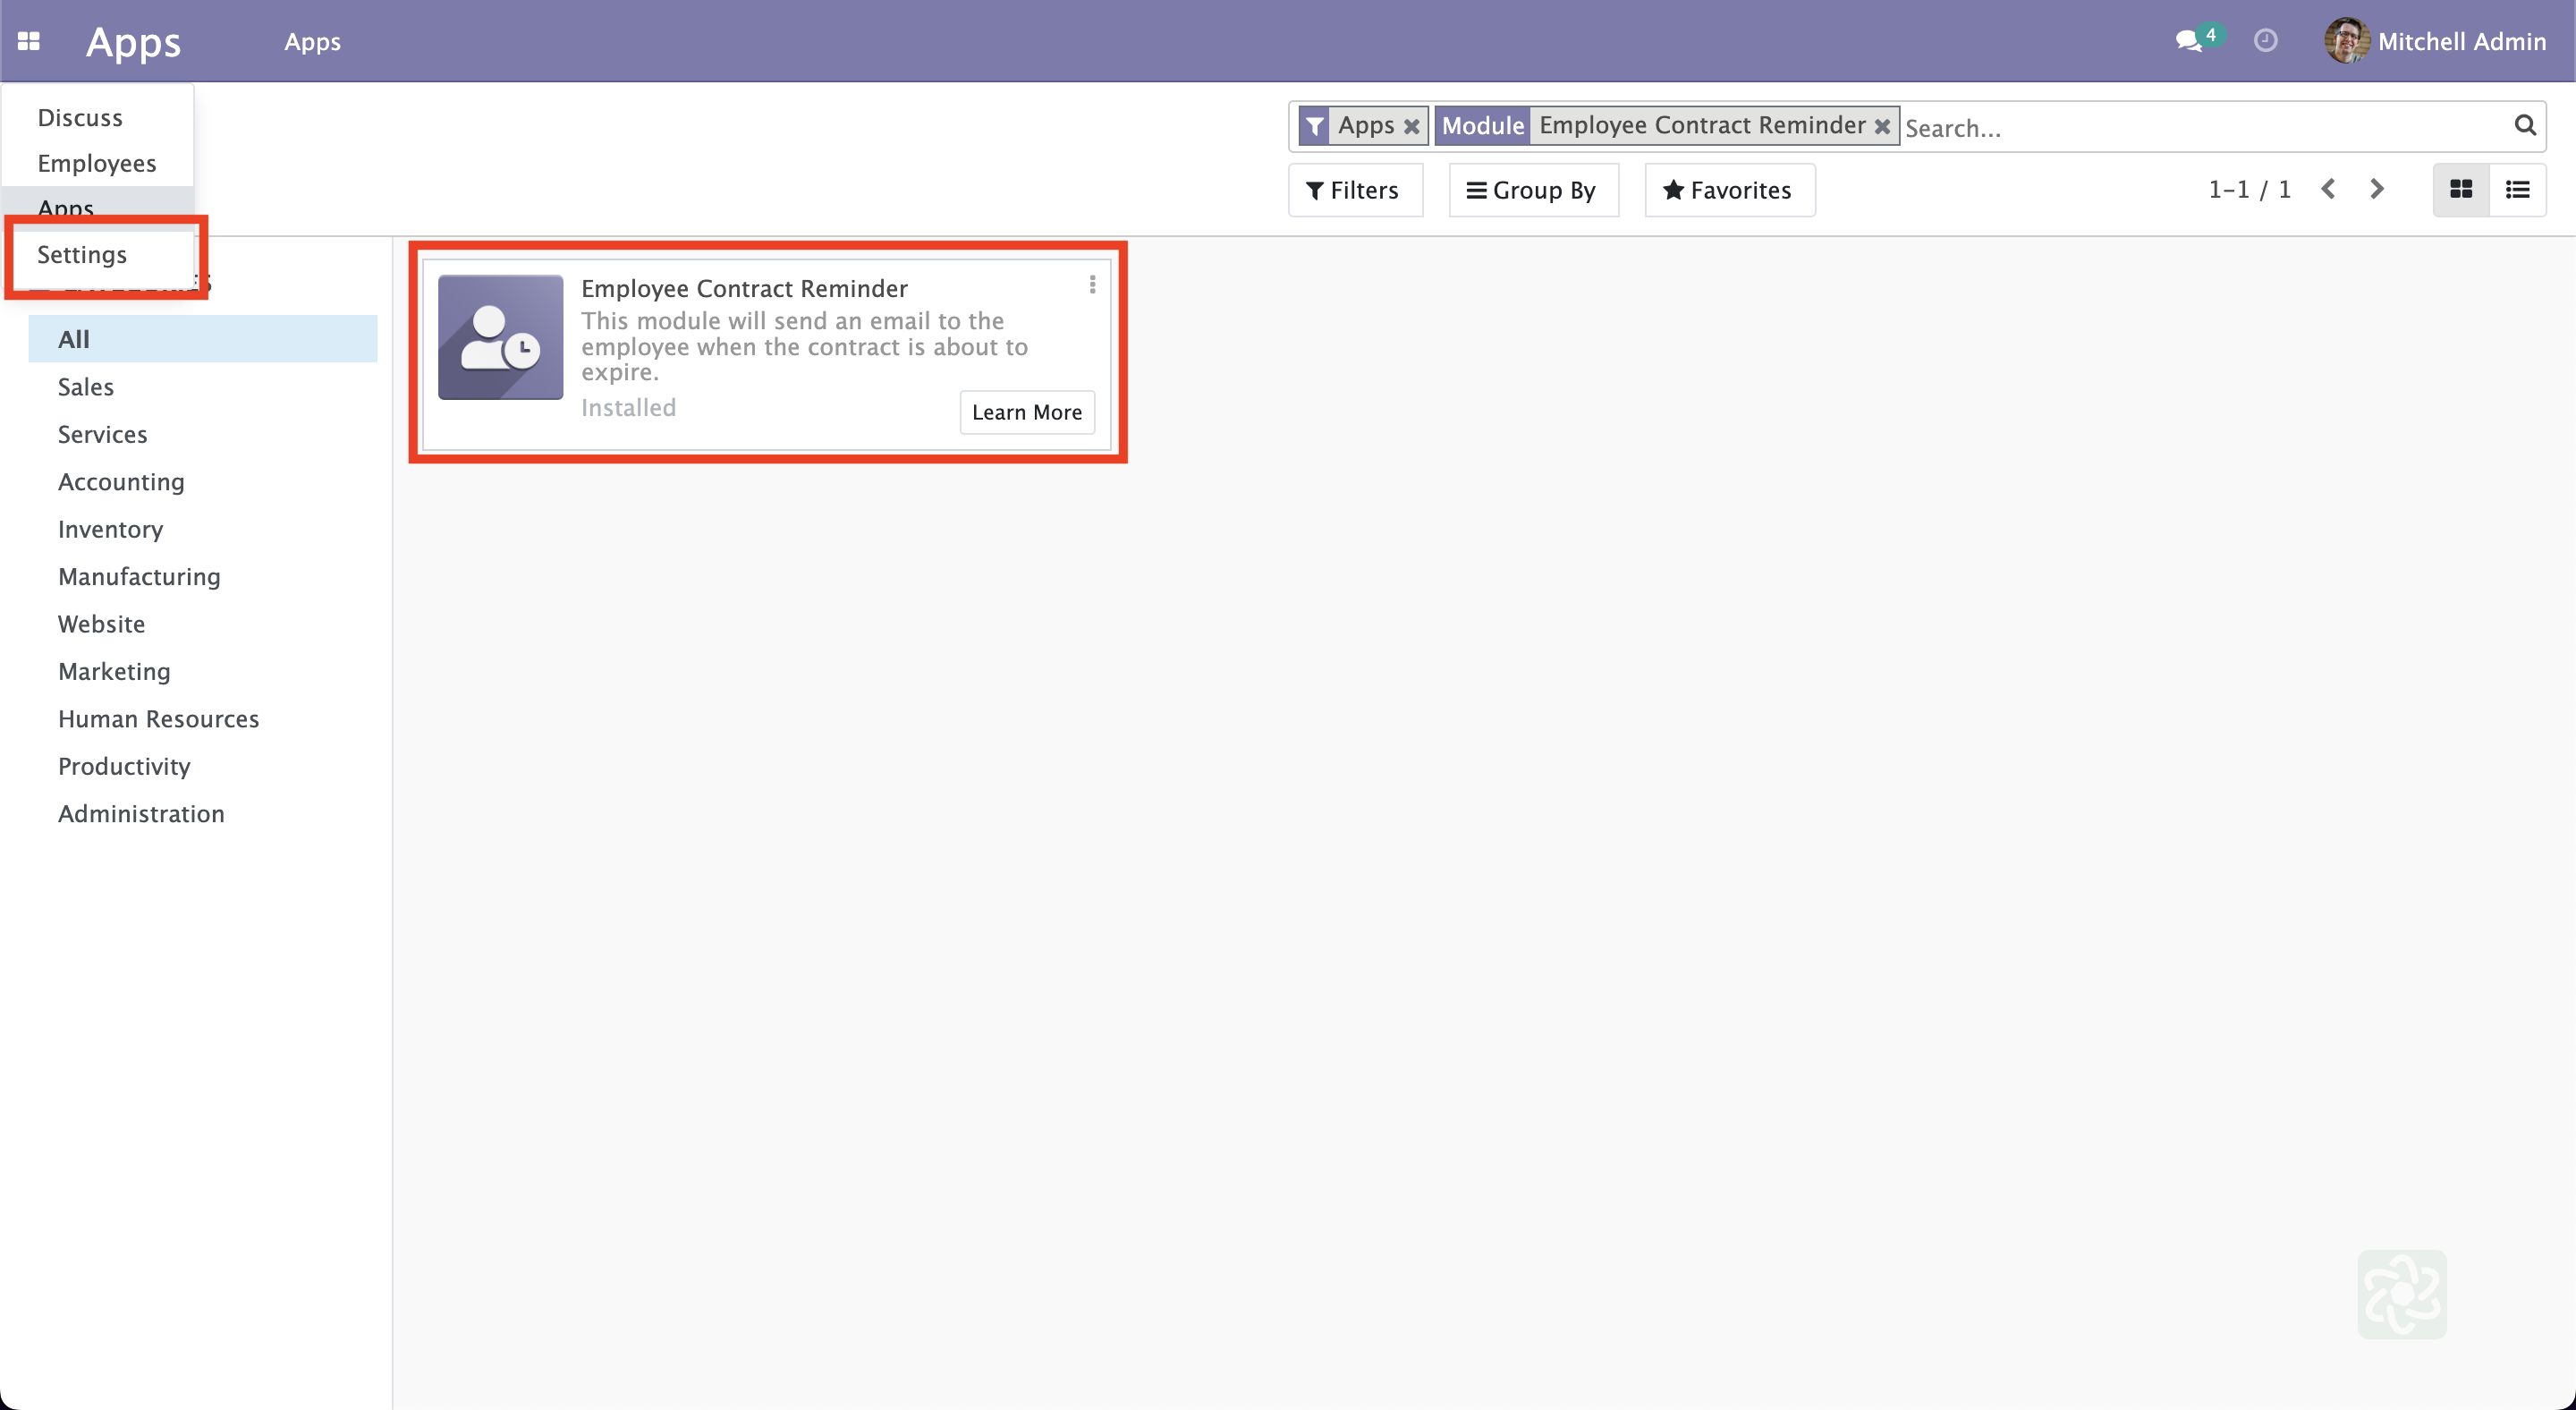 Apps
Apps
4
Mitchell Admin
Discuss
Employees
Apps
Settings
Apps
Module Employee Contract Reminder
Search...
Filters
Group By
Favorites
1-1 / 1
All
Sales
Services
Accounting
Inventory
Manufacturing
Website
Marketing
Human Resources
Productivity
Administration
Employee Contract Reminder
This module will send an email to the
employee when the contract is about to
expire.
Installed
Learn More